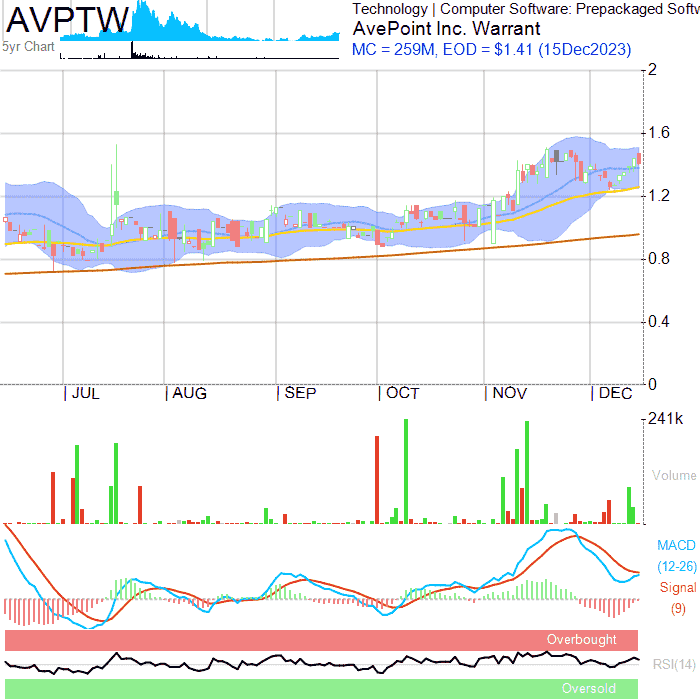 AVPTW
5yr Chart
Technology | Computer Software: Prepackaged Softw
AvePoint Inc. Warrant
MC = 259M, EOD = $1.41 (15Dec2023)
2
1.6
1.2
0.8
0.4
0
| JUL | AUG | SEP | OCT | NOV | DEC
241k
Volume
MACD
(12-26)
Signal
(9)
Overbought
RSI(14)
Oversold